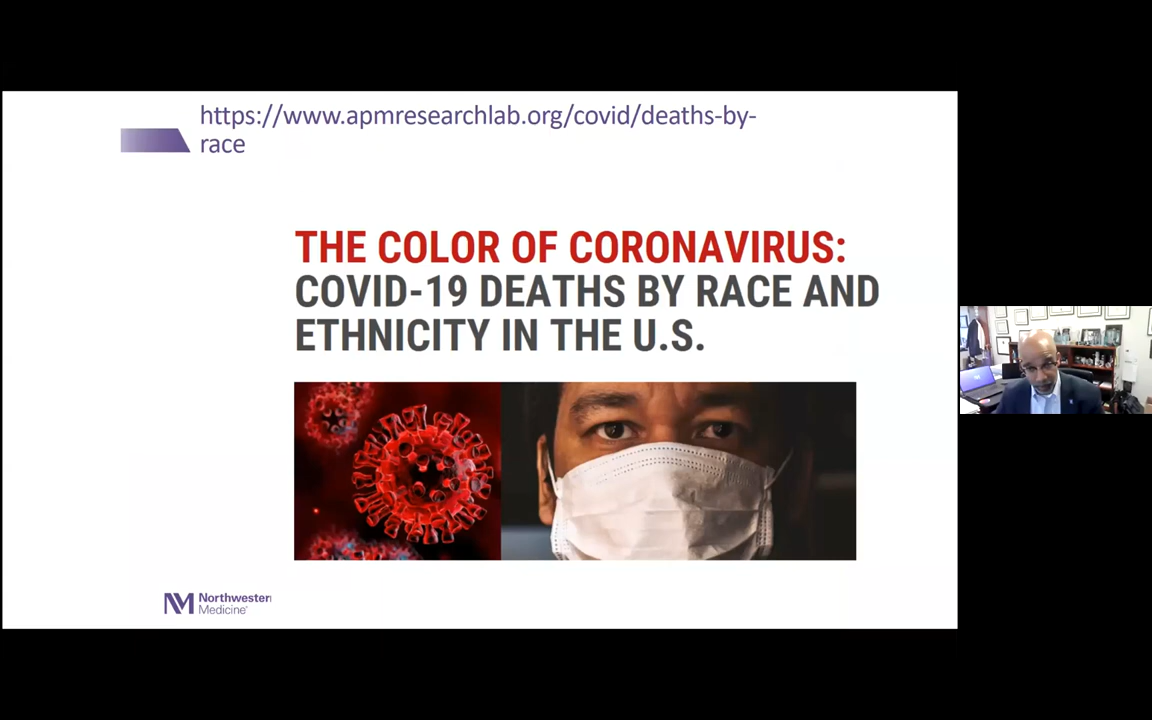 https://www.apmresearchlab.org/covid/deaths-by-
race
THE COLOR OF CORONAVIRUS:
COVID-19 DEATHS BY RACE AND
ETHNICITY IN THE U.S.
Northwestern
Medicine